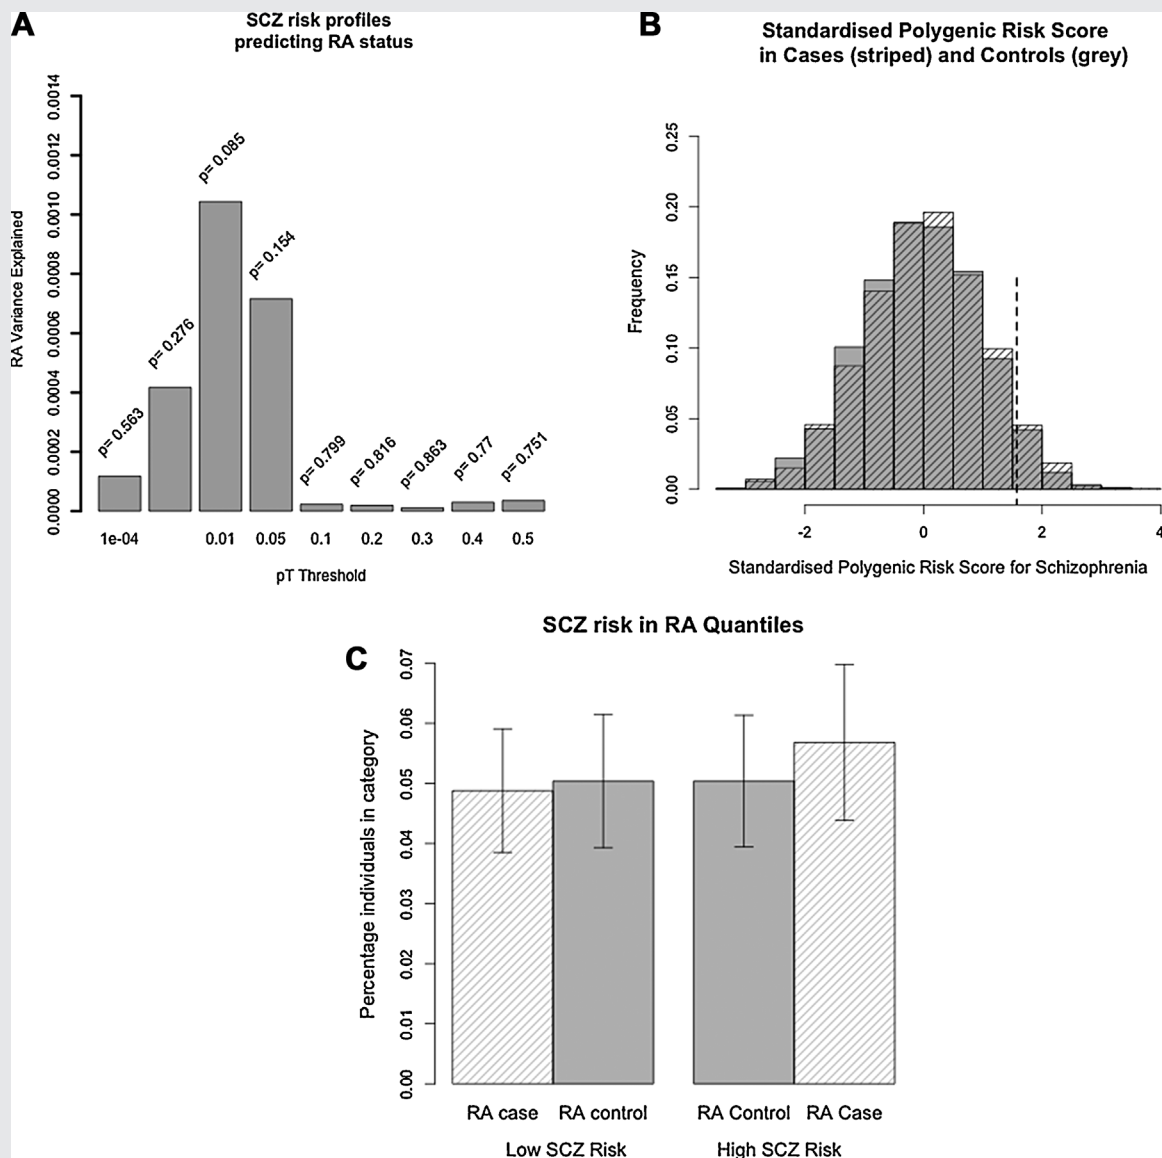 A
SCZ risk profiles
predicting RA status
RA Variance Explained
0.0014
0.0012
0.0010
0.0008
0.0006
0.0004
0.0002
0.0000
p= 0.563
p= 0.276
p= 0.085
p= 0.154
p= 0.799
p= 0.816
p= 0.863
p= 0.77
p= 0.751
1e-04 0.01 0.05 0.1 0.2 0.3 0.4 0.5
pT Threshold
B
Standardised Polygenic Risk Score
in Cases (striped) and Controls (grey)
Frequency
0.25
0.20
0.15
0.10
0.05
0.00
-2 0 2 4
Standardised Polygenic Risk Score for Schizophrenia
C
SCZ risk in RA Quantiles
Percentage individuals in category
0.07
0.06
0.05
0.04
0.03
0.02
0.01
0.00
RA case RA control RA Control RA Case
Low SCZ Risk High SCZ Risk